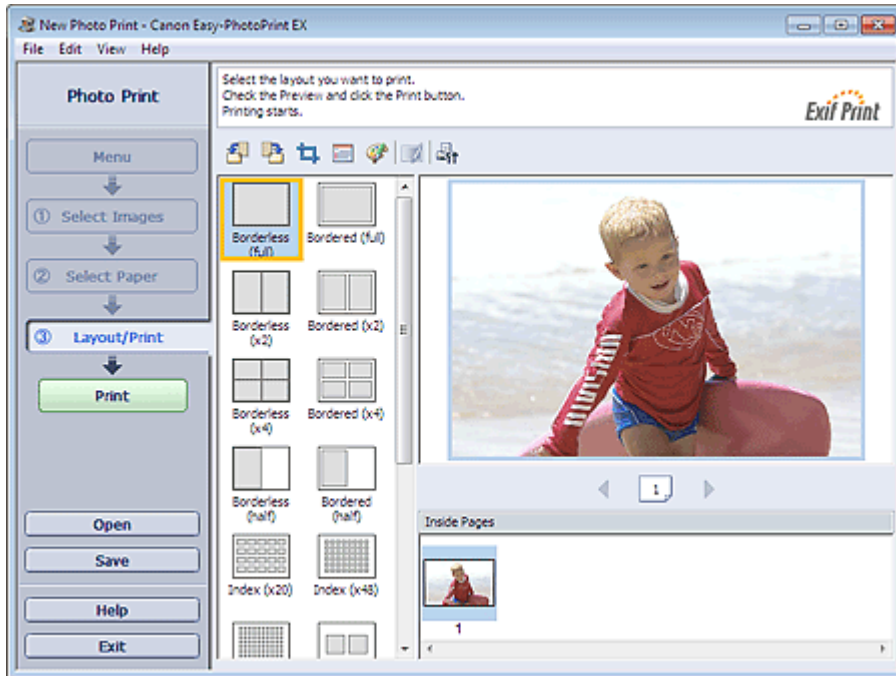 New Photo Print - Canon Easy-PhotoPrint EX
File Edit View Help
Photo Print
Menu
① Select Images
② Select Paper
③ Layout/Print
Print
Open
Save
Help
Exit
Select the layout you want to print.
Check the Preview and click the Print button.
Printing starts.
Exif Print
Borderless (full)
Bordered (full)
Borderless (x2)
Bordered (x2)
Borderless (x4)
Bordered (x4)
Borderless (half)
Bordered (half)
Index (x20)
Index (x48)
1
Inside Pages
1